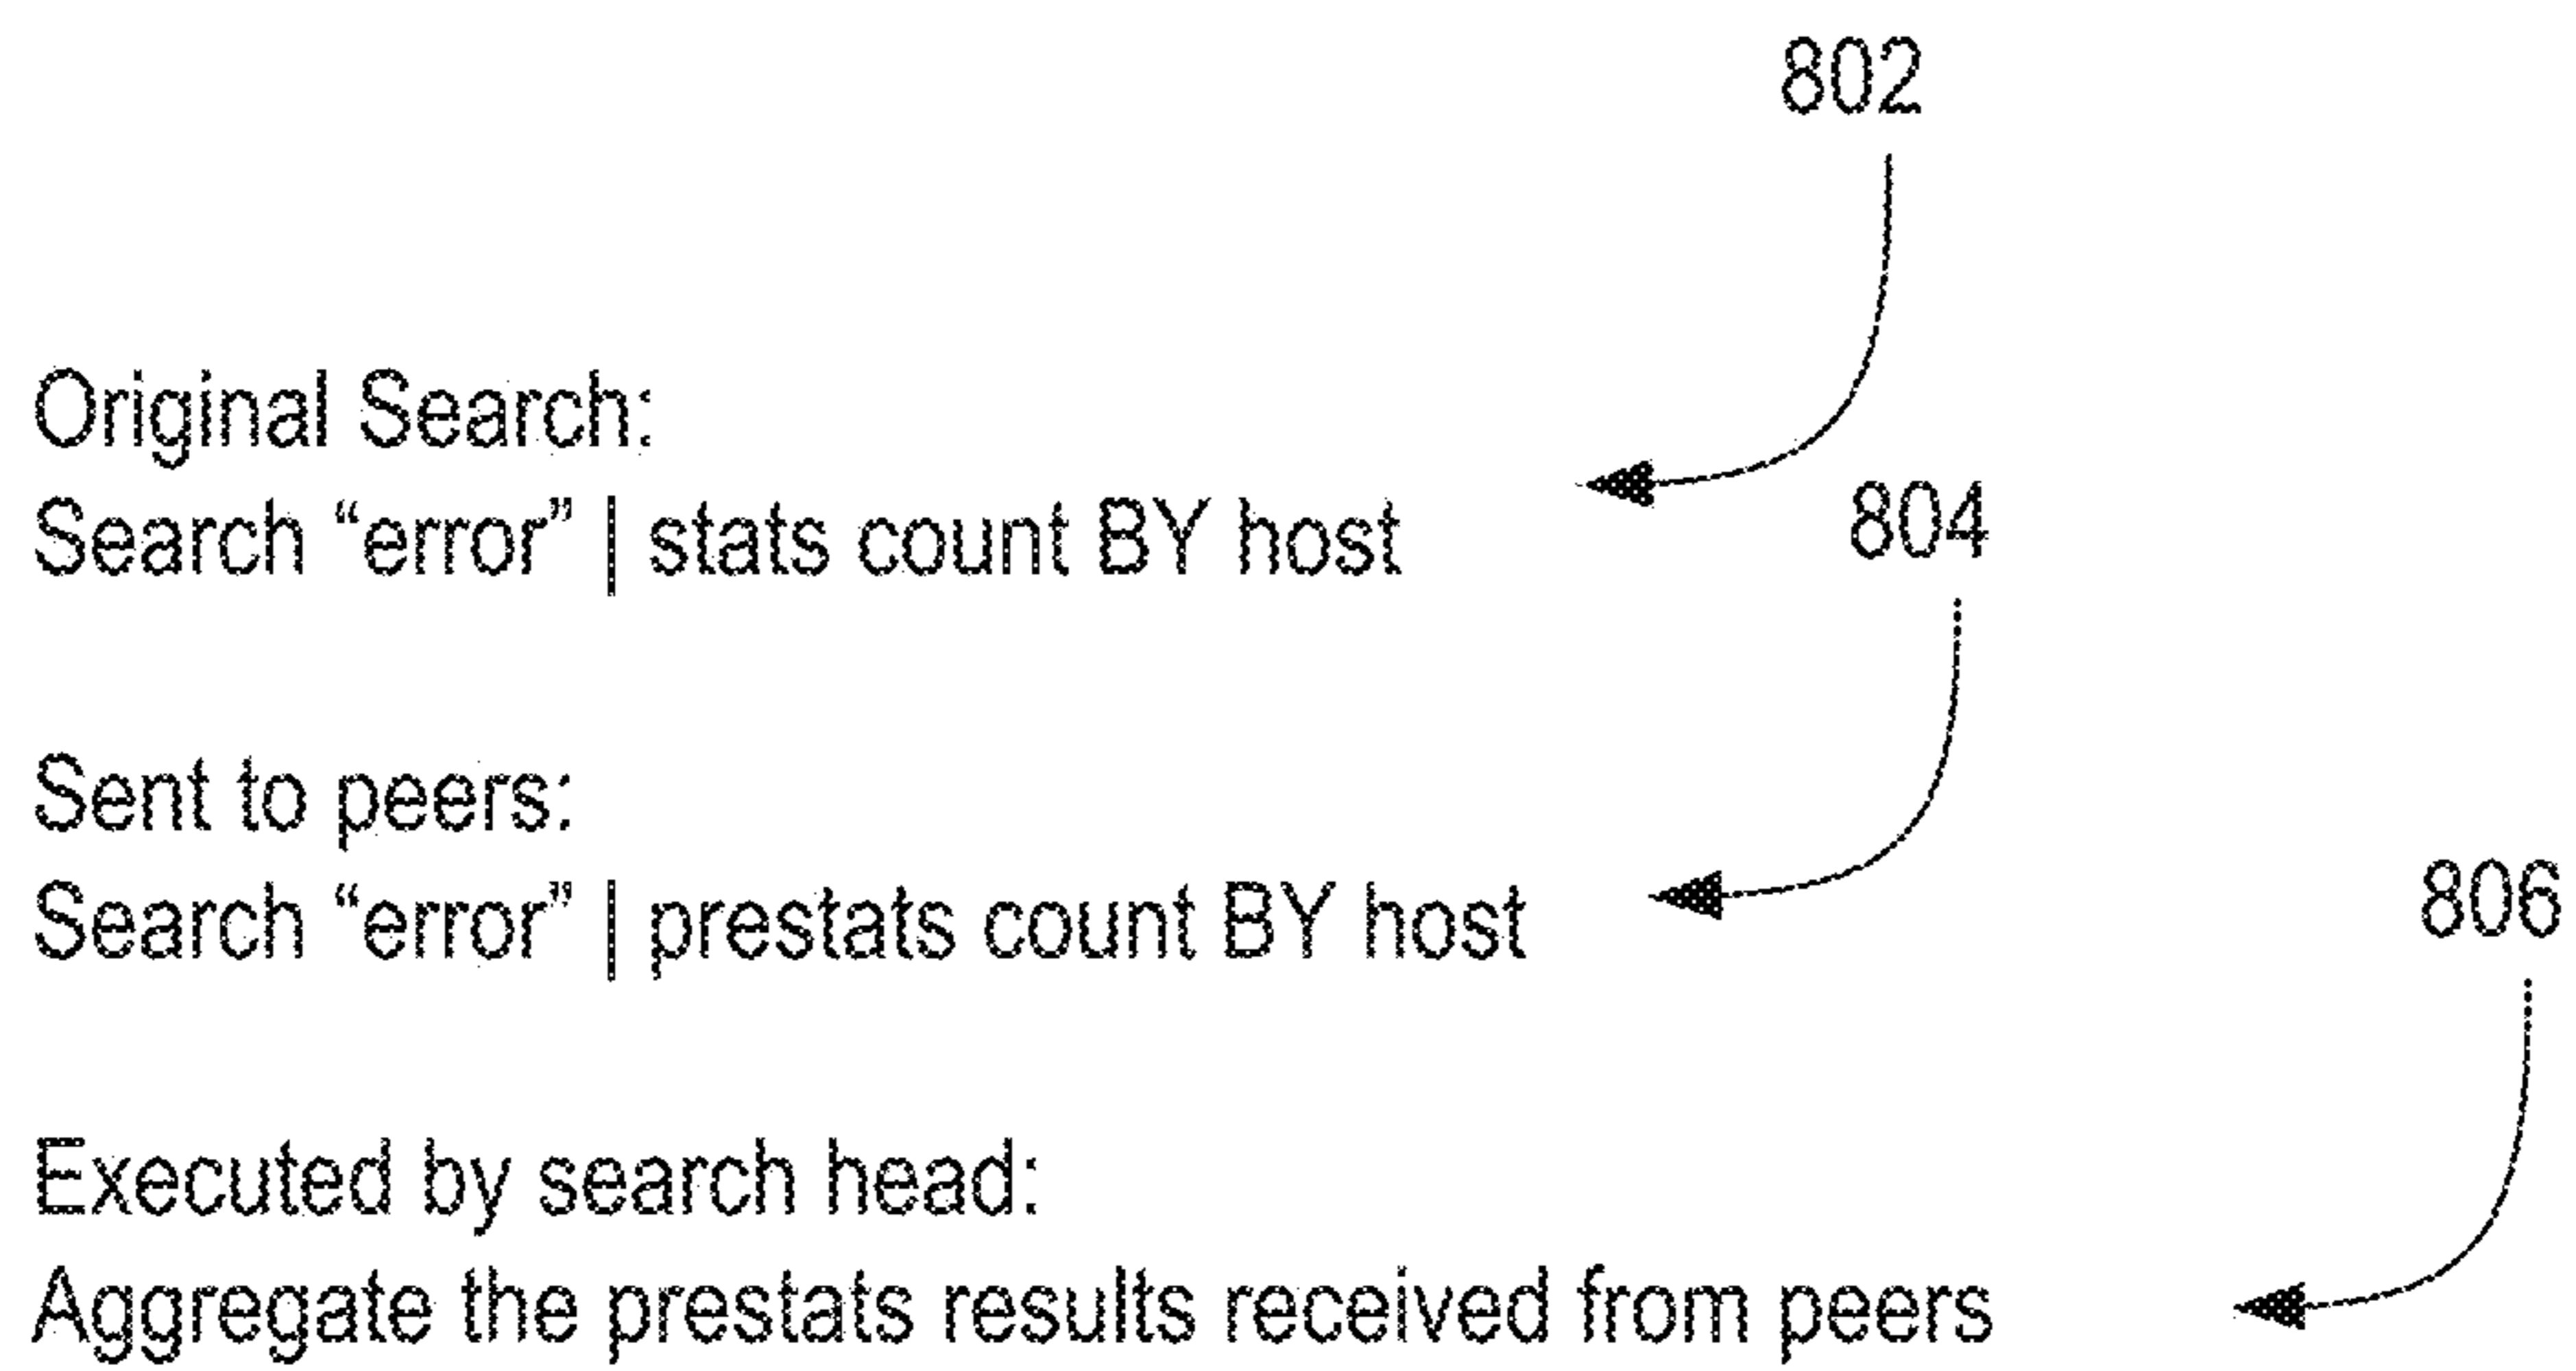 802
Original Search:
Search “error” | stats count BY host
804
Sent to peers:
Search “error” | prestats count BY host
806
Executed by search head:
Aggregate the prestats results received from peers